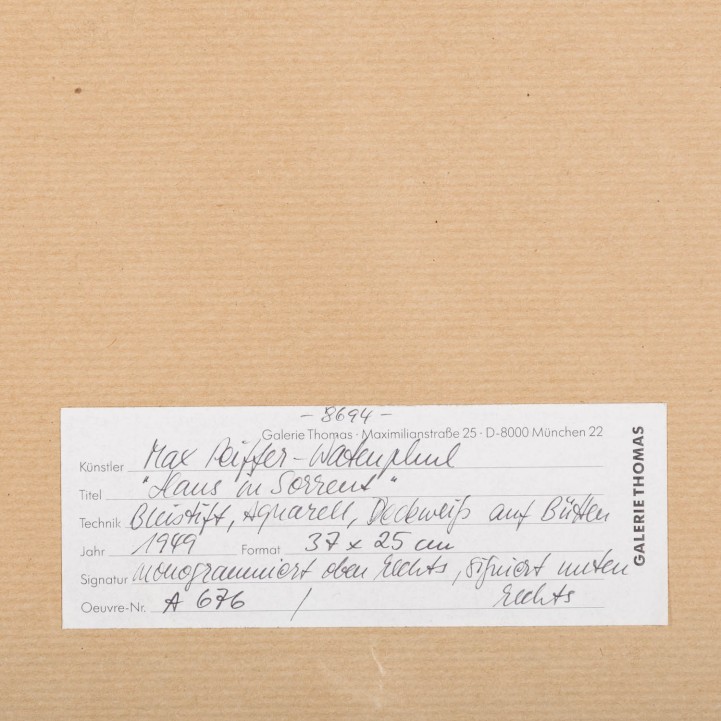 - 8694 -
Galerie Thomas · Maximilianstraße 25 · D-8000 München 22
Künstler Max Peiffer-Watenphul
Titel "Haus in Sorrent"
Technik Bleistift, Aquarell, Deckweiß auf Bütten
Jahr 1949 Format 37 x 25 cm
Signatur monogrammiert oben rechts, signiert unten
rechts
Oeuvre-Nr. A 676 /
GALERIE THOMAS